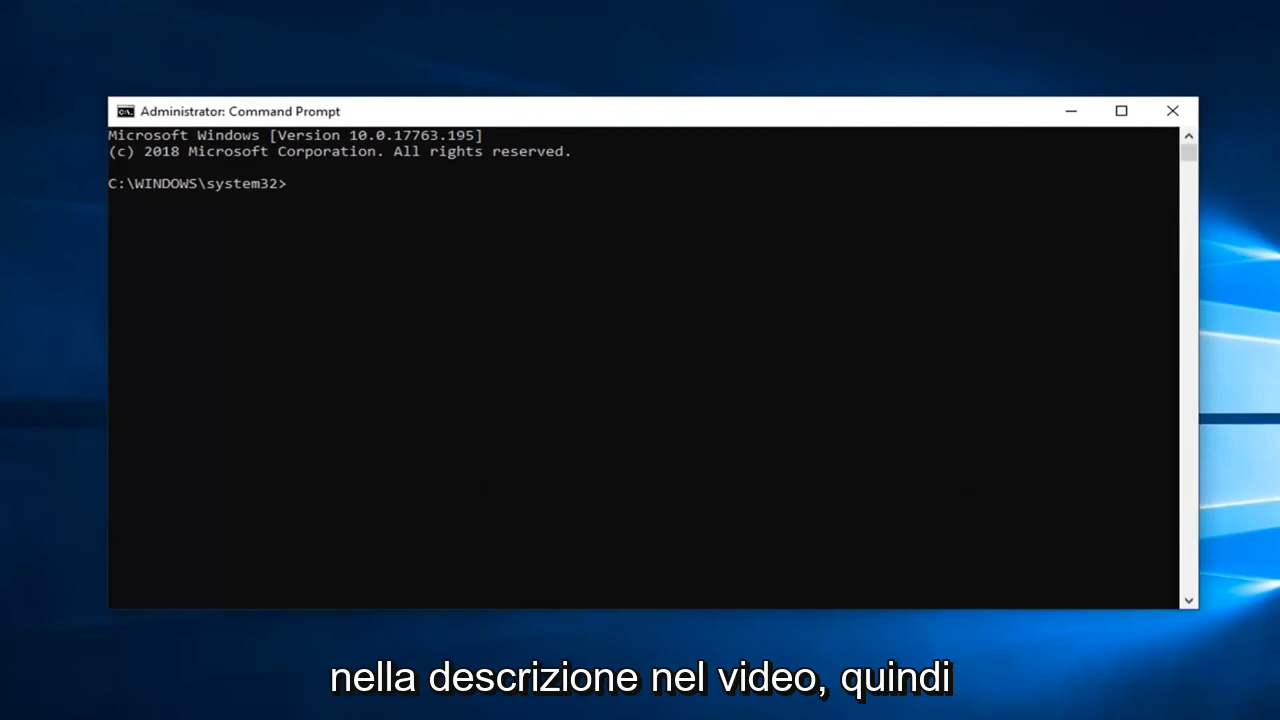 Administrator: Command Prompt
Microsoft Windows [Version 10.0.17763.195]
(c) 2018 Microsoft Corporation. All rights reserved.
C:\WINDOWS\system32>
nella descrizione nel video, quindi